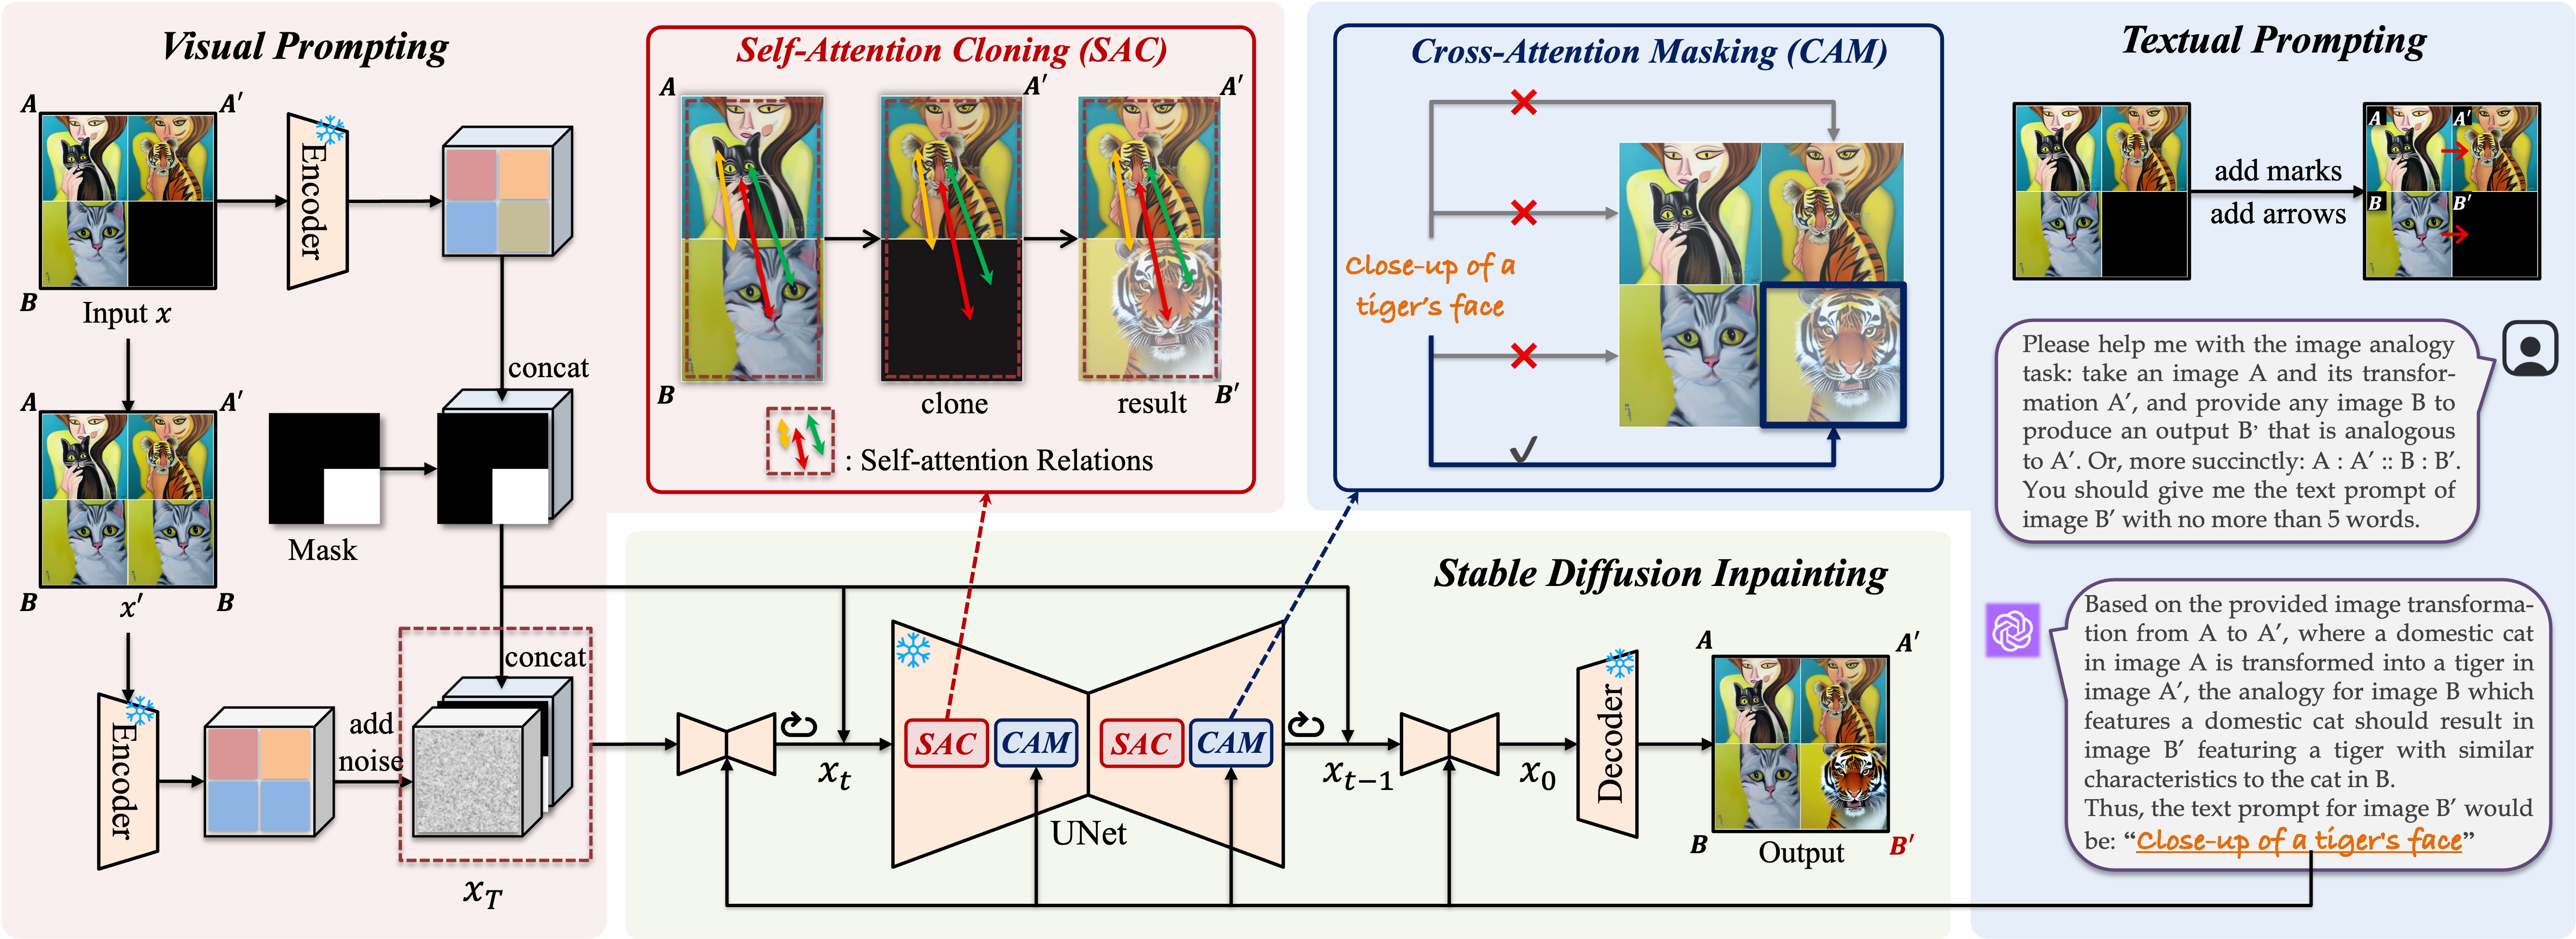 Visual Prompting
A
A′
B
Input x
Encoder
concat
A
A′
B
x′
B
Mask
Encoder
add
noise
concat
x_T
Self-Attention Cloning (SAC)
A
A′
A′
B
clone
result
B′
: Self-attention Relations
Cross-Attention Masking (CAM)
Close-up of a
tiger's face
Textual Prompting
add marks
add arrows
A
A′
B
B′
Please help me with the image analogy
task: take an image A and its transfor-
mation A′, and provide any image B to
produce an output B’ that is analogous
to A′. Or, more succinctly: A : A′ :: B : B′.
You should give me the text prompt of
image B′ with no more than 5 words.
Based on the provided image transforma-
tion from A to A′, where a domestic cat
in image A is transformed into a tiger in
image A′, the analogy for image B which
features a domestic cat should result in
image B′ featuring a tiger with similar
characteristics to the cat in B.
Thus, the text prompt for image B′ would
be: “Close-up of a tiger's face”
Stable Diffusion Inpainting
x_t
SAC
CAM
SAC
CAM
UNet
x_{t−1}
x_0
Decoder
A
A′
B
Output
B′